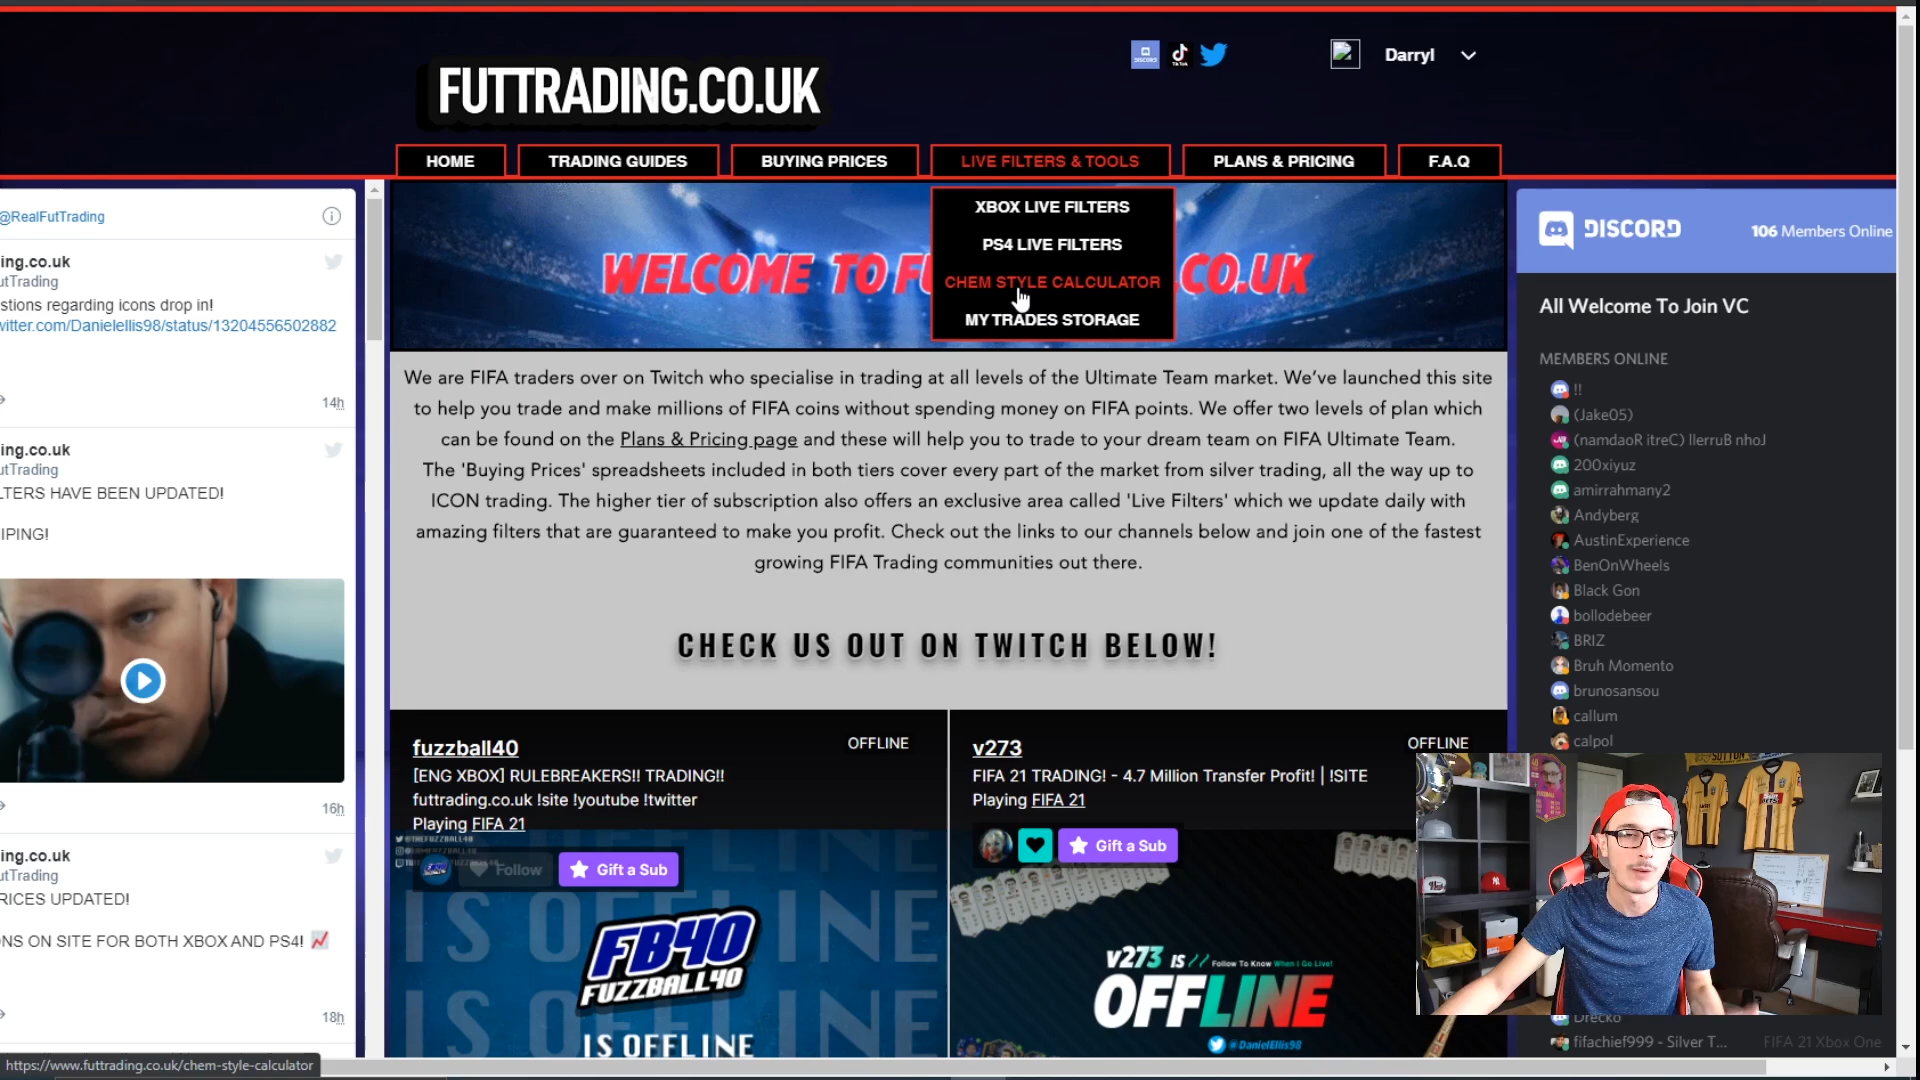 FUTTRADING.CO.UK
DISCORD
Darryl
HOME
TRADING GUIDES
BUYING PRICES
LIVE FILTERS & TOOLS
PLANS & PRICING
F.A.Q
XBOX LIVE FILTERS
PS4 LIVE FILTERS
CHEM STYLE CALCULATOR
MY TRADES STORAGE
@RealFutTrading
ing.co.uk
utTrading
stions regarding icons drop in!
witter.com/Danielellis98/status/13204556502882
14h
ing.co.uk
utTrading
LTERS HAVE BEEN UPDATED!
IPING!
16h
ing.co.uk
utTrading
RICES UPDATED!
ONS ON SITE FOR BOTH XBOX AND PS4!
18h
WELCOME TO FU
.CO.UK
We are FIFA traders over on Twitch who specialise in trading at all levels of the Ultimate Team market. We've launched this site
to help you trade and make millions of FIFA coins without spending money on FIFA points. We offer two levels of plan which
can be found on the Plans & Pricing page and these will help you to trade to your dream team on FIFA Ultimate Team.
The 'Buying Prices' spreadsheets included in both tiers cover every part of the market from silver trading, all the way up to
ICON trading. The higher tier of subscription also offers an exclusive area called 'Live Filters' which we update daily with
amazing filters that are guaranteed to make you profit. Check out the links to our channels below and join one of the fastest
growing FIFA Trading communities out there.
CHECK US OUT ON TWITCH BELOW!
fuzzball40
OFFLINE
[ENG XBOX] RULEBREAKERS!! TRADING!!
futtrading.co.uk !site !youtube !twitter
Playing FIFA 21
Follow
Gift a Sub
IS OFFLINE
FB40
FUZZBALL40
IS OFFLINE
v273
OFFLINE
FIFA 21 TRADING! - 4.7 Million Transfer Profit! | !SITE
Playing FIFA 21
Gift a Sub
v273 IS // Follow To Know When I Go Live!
OFFLINE
@DanielEllis98
DISCORD
106 Members Online
All Welcome To Join VC
MEMBERS ONLINE
!!
(Jake05)
(namdaoR itreC) llerruB nhoJ
200xiyuz
amirrahmany2
Andyberg
AustinExperience
BenOnWheels
Black Gon
bollodebeer
BRIZ
Bruh Momento
brunosansou
callum
calpol
Drecko
fifachief999 - Silver T...
FIFA 21 Xbox One
https://www.futtrading.co.uk/chem-style-calculator